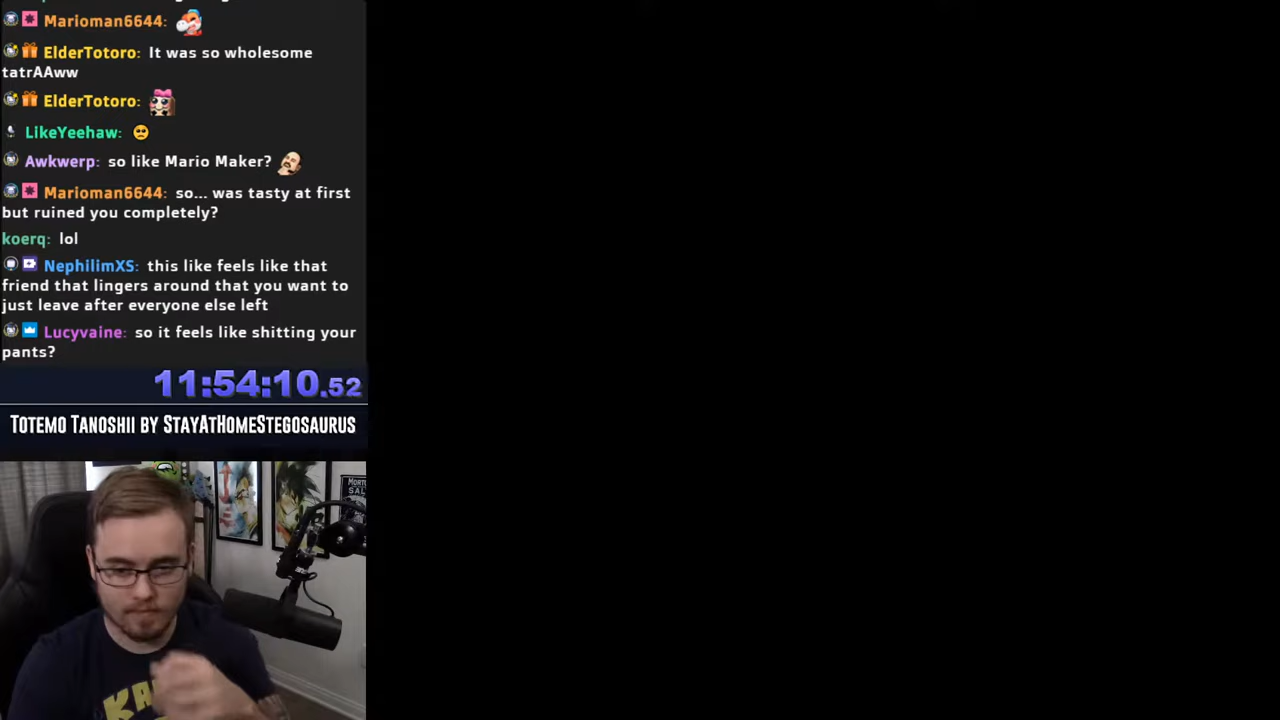 Marioman6644:
ElderTotoro: It was so wholesome
tatrAAww
ElderTotoro:
LikeYeehaw:
Awkwerp: so like Mario Maker?
Marioman6644: so... was tasty at first
but ruined you completely?
koerq: lol
NephilimXS: this like feels like that
friend that lingers around that you want to
just leave after everyone else left
Lucyvaine: so it feels like shitting your
pants?
11:54:10.52
TOTEMO TANOSHII BY STAYATHOMESTEGOSAURUS
MORTO
SAL
KA